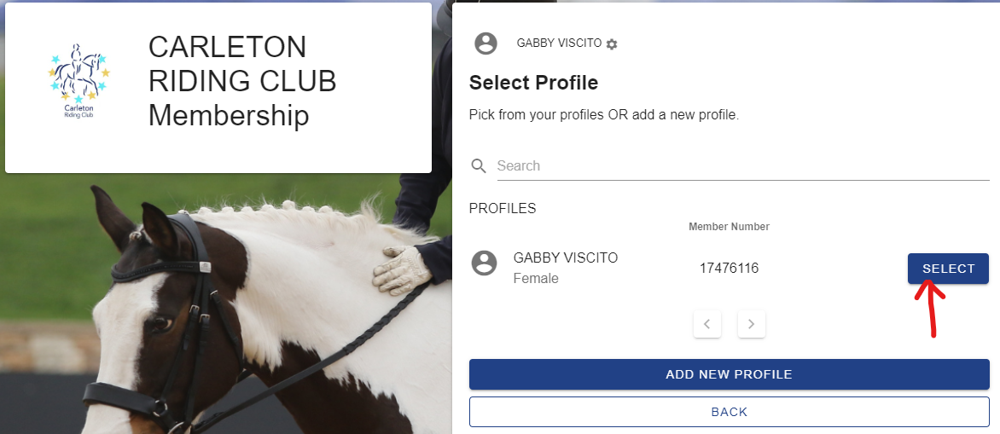 CARLETON
RIDING CLUB
Membership
Carleton
Riding Club
GABBY VISCITO
Select Profile
Pick from your profiles OR add a new profile.
Search
PROFILES
Member Number
GABBY VISCITO
Female
17476116
SELECT
ADD NEW PROFILE
BACK